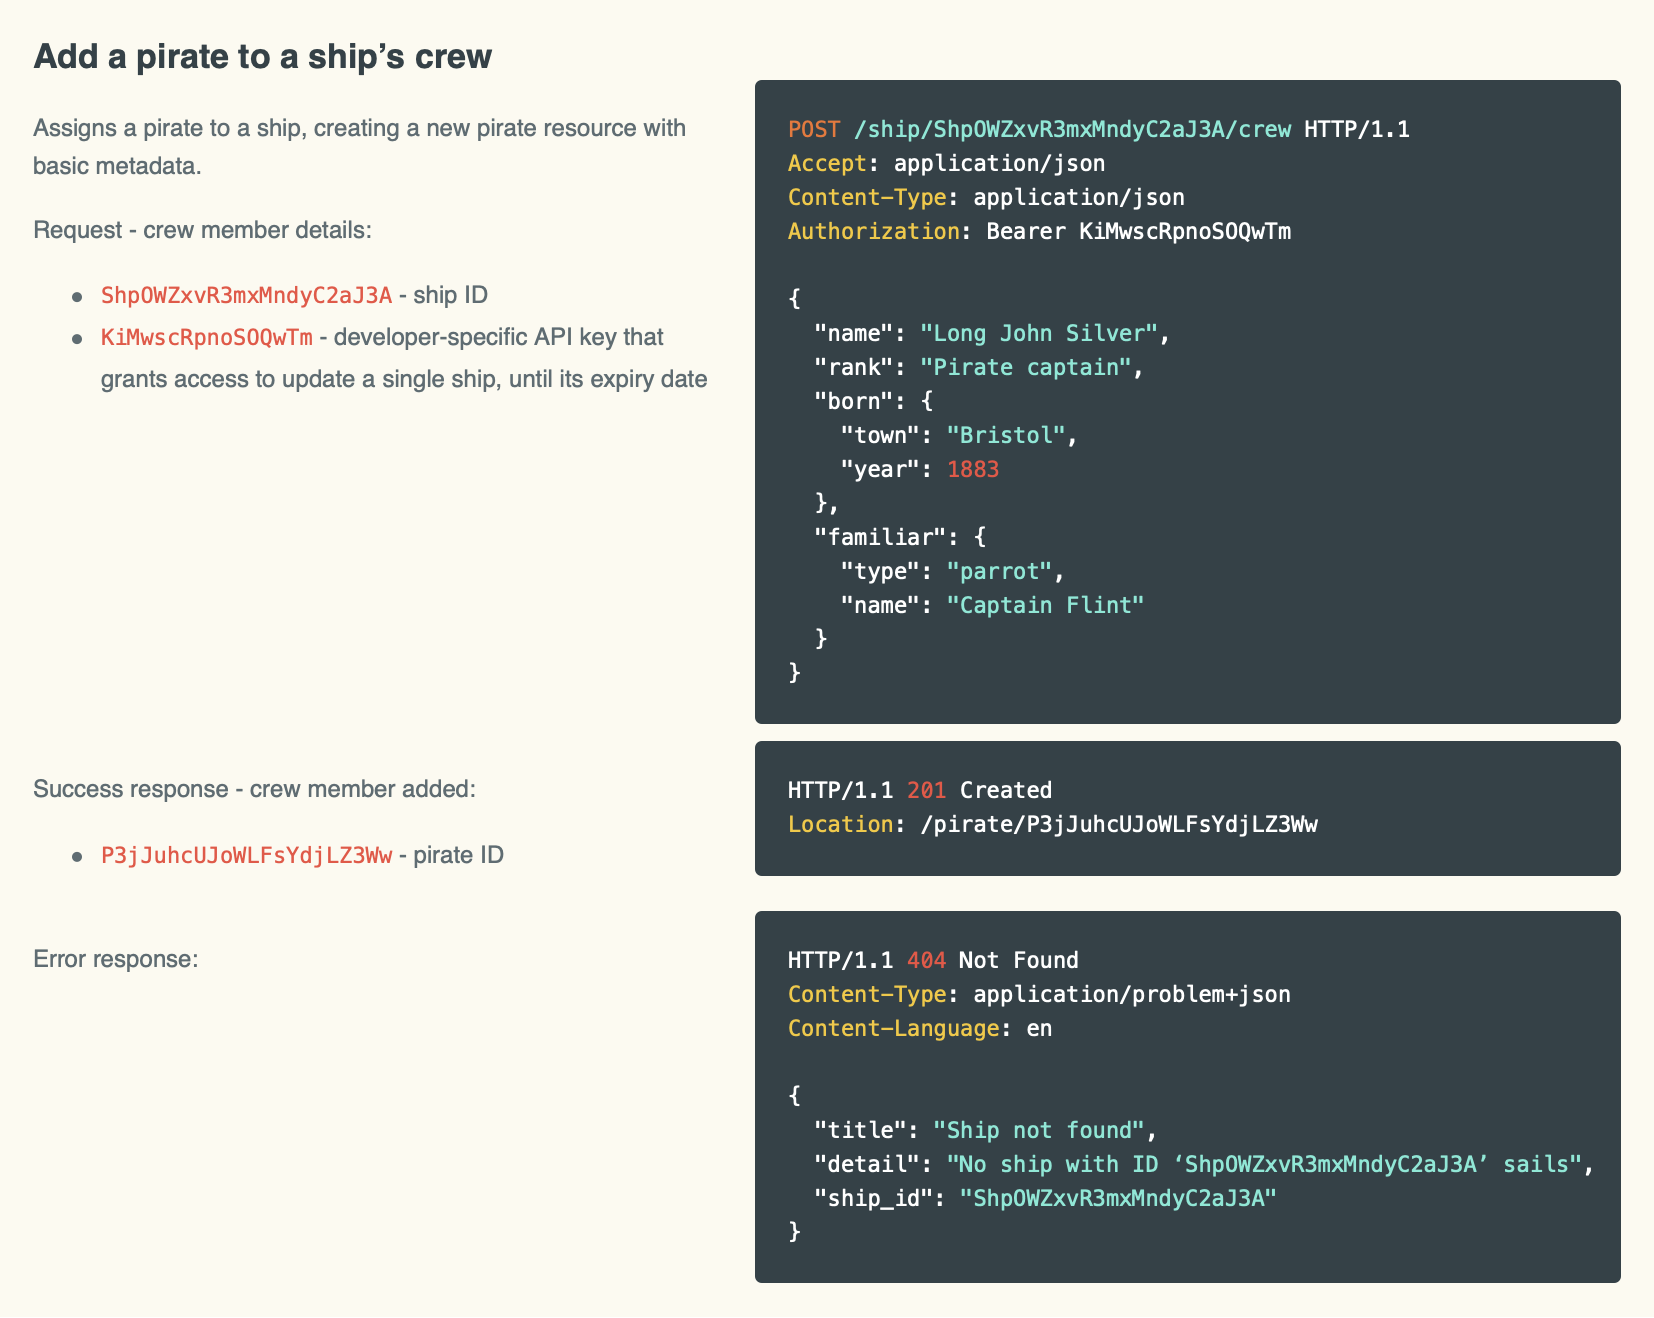 Add a pirate to a ship’s crew
Assigns a pirate to a ship, creating a new pirate resource with
basic metadata.
Request - crew member details:
● ShpOWZxvR3mxMndyC2aJ3A - ship ID
● KiMwscRpnoSOQwTm - developer-specific API key that
grants access to update a single ship, until its expiry date
POST /ship/ShpOWZxvR3mxMndyC2aJ3A/crew HTTP/1.1
Accept: application/json
Content-Type: application/json
Authorization: Bearer KiMwscRpnoSOQwTm
{
  "name": "Long John Silver",
  "rank": "Pirate captain",
  "born": {
    "town": "Bristol",
    "year": 1883
  },
  "familiar": {
    "type": "parrot",
    "name": "Captain Flint"
  }
}
Success response - crew member added:
● P3jJuhcUJoWLFsYdjLZ3Ww - pirate ID
HTTP/1.1 201 Created
Location: /pirate/P3jJuhcUJoWLFsYdjLZ3Ww
Error response:
HTTP/1.1 404 Not Found
Content-Type: application/problem+json
Content-Language: en
{
  "title": "Ship not found",
  "detail": "No ship with ID ‘ShpOWZxvR3mxMndyC2aJ3A’ sails",
  "ship_id": "ShpOWZxvR3mxMndyC2aJ3A"
}